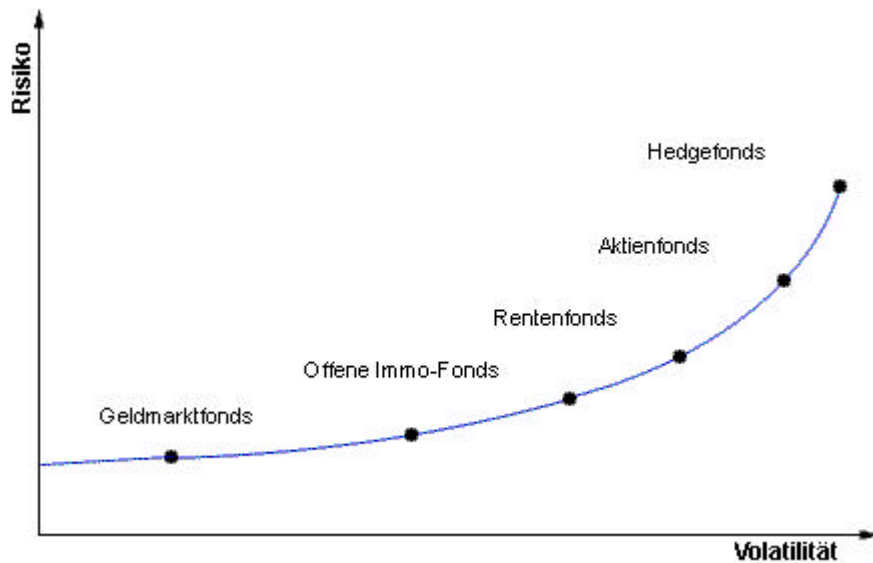 Risiko
Hedgefonds
Aktienfonds
Rentenfonds
Offene Immo-Fonds
Geldmarktfonds
Volatilität